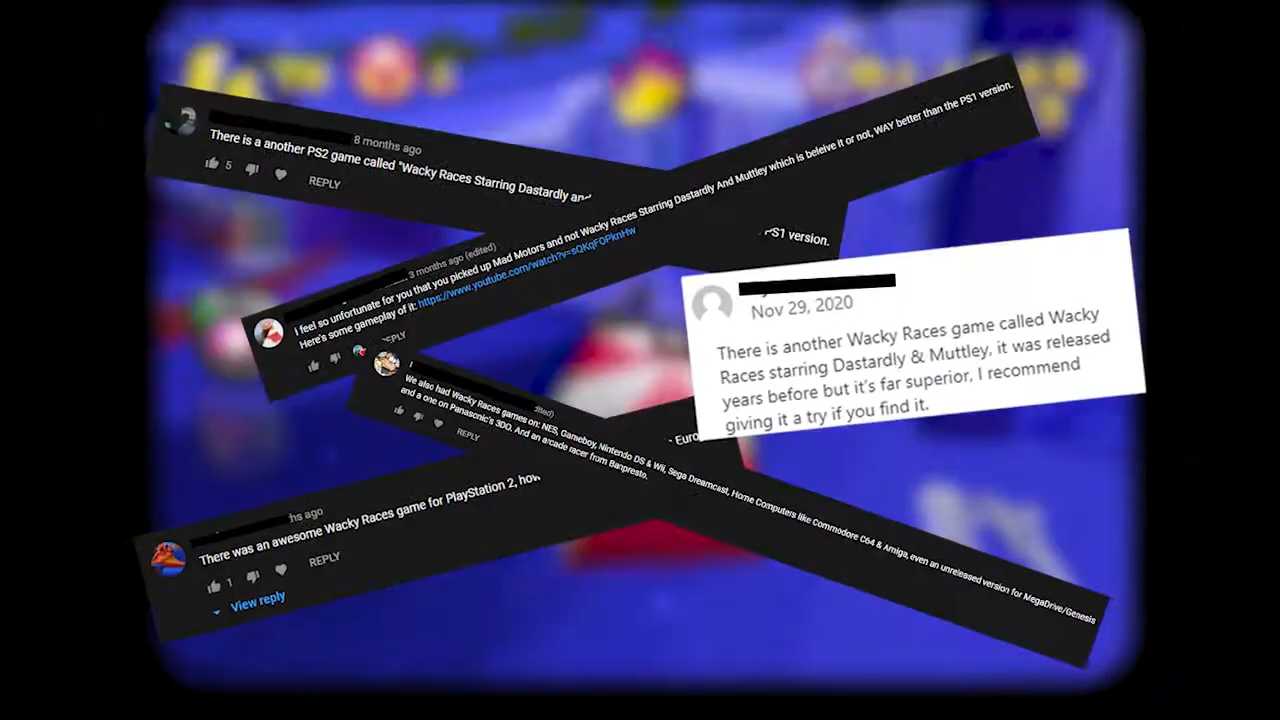 8 months ago
There is a another PS2 game called "Wacky Races Starring Dastardly and
5
REPLY
PS1 version.
3 months ago (edited)
I feel so unfortunate for you that you picked up Mad Motors and not Wacky Races Starring Dastardly And Muttley which is beleive it or not, WAY better than the PS1 version.
Here's some gameplay of it: https://www.youtube.com/watch?v=sQKqFOPknHw
REPLY
Nov 29, 2020
There is another Wacky Races game called Wacky
Races starring Dastardly & Muttley, it was released
years before but it's far superior, I recommend
giving it a try if you find it.
We also had Wacky Races games on: NES, Gameboy, Nintendo DS & Wii, Sega Dreamcast, Home Computers like Commodore C64 & Amiga, even an unreleased version for MegaDrive/Genesis
and a one on Panasonic's 3DO. And an arcade racer from Banpresto.
REPLY
Euro
hs ago
There was an awesome Wacky Races game for PlayStation 2, how
1
REPLY
View reply